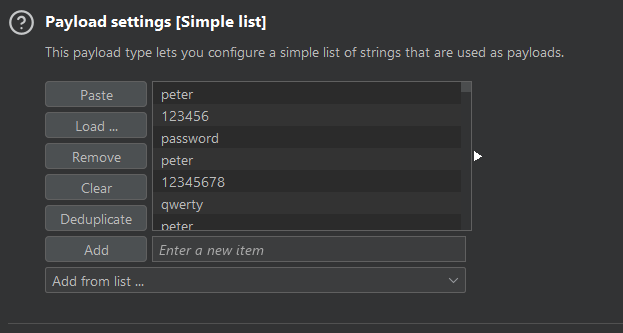 Payload settings [Simple list]
This payload type lets you configure a simple list of strings that are used as payloads.
Paste
peter
Load ...
123456
password
Remove
peter
Clear
12345678
qwerty
Deduplicate
peter
Add
Enter a new item
Add from list ...